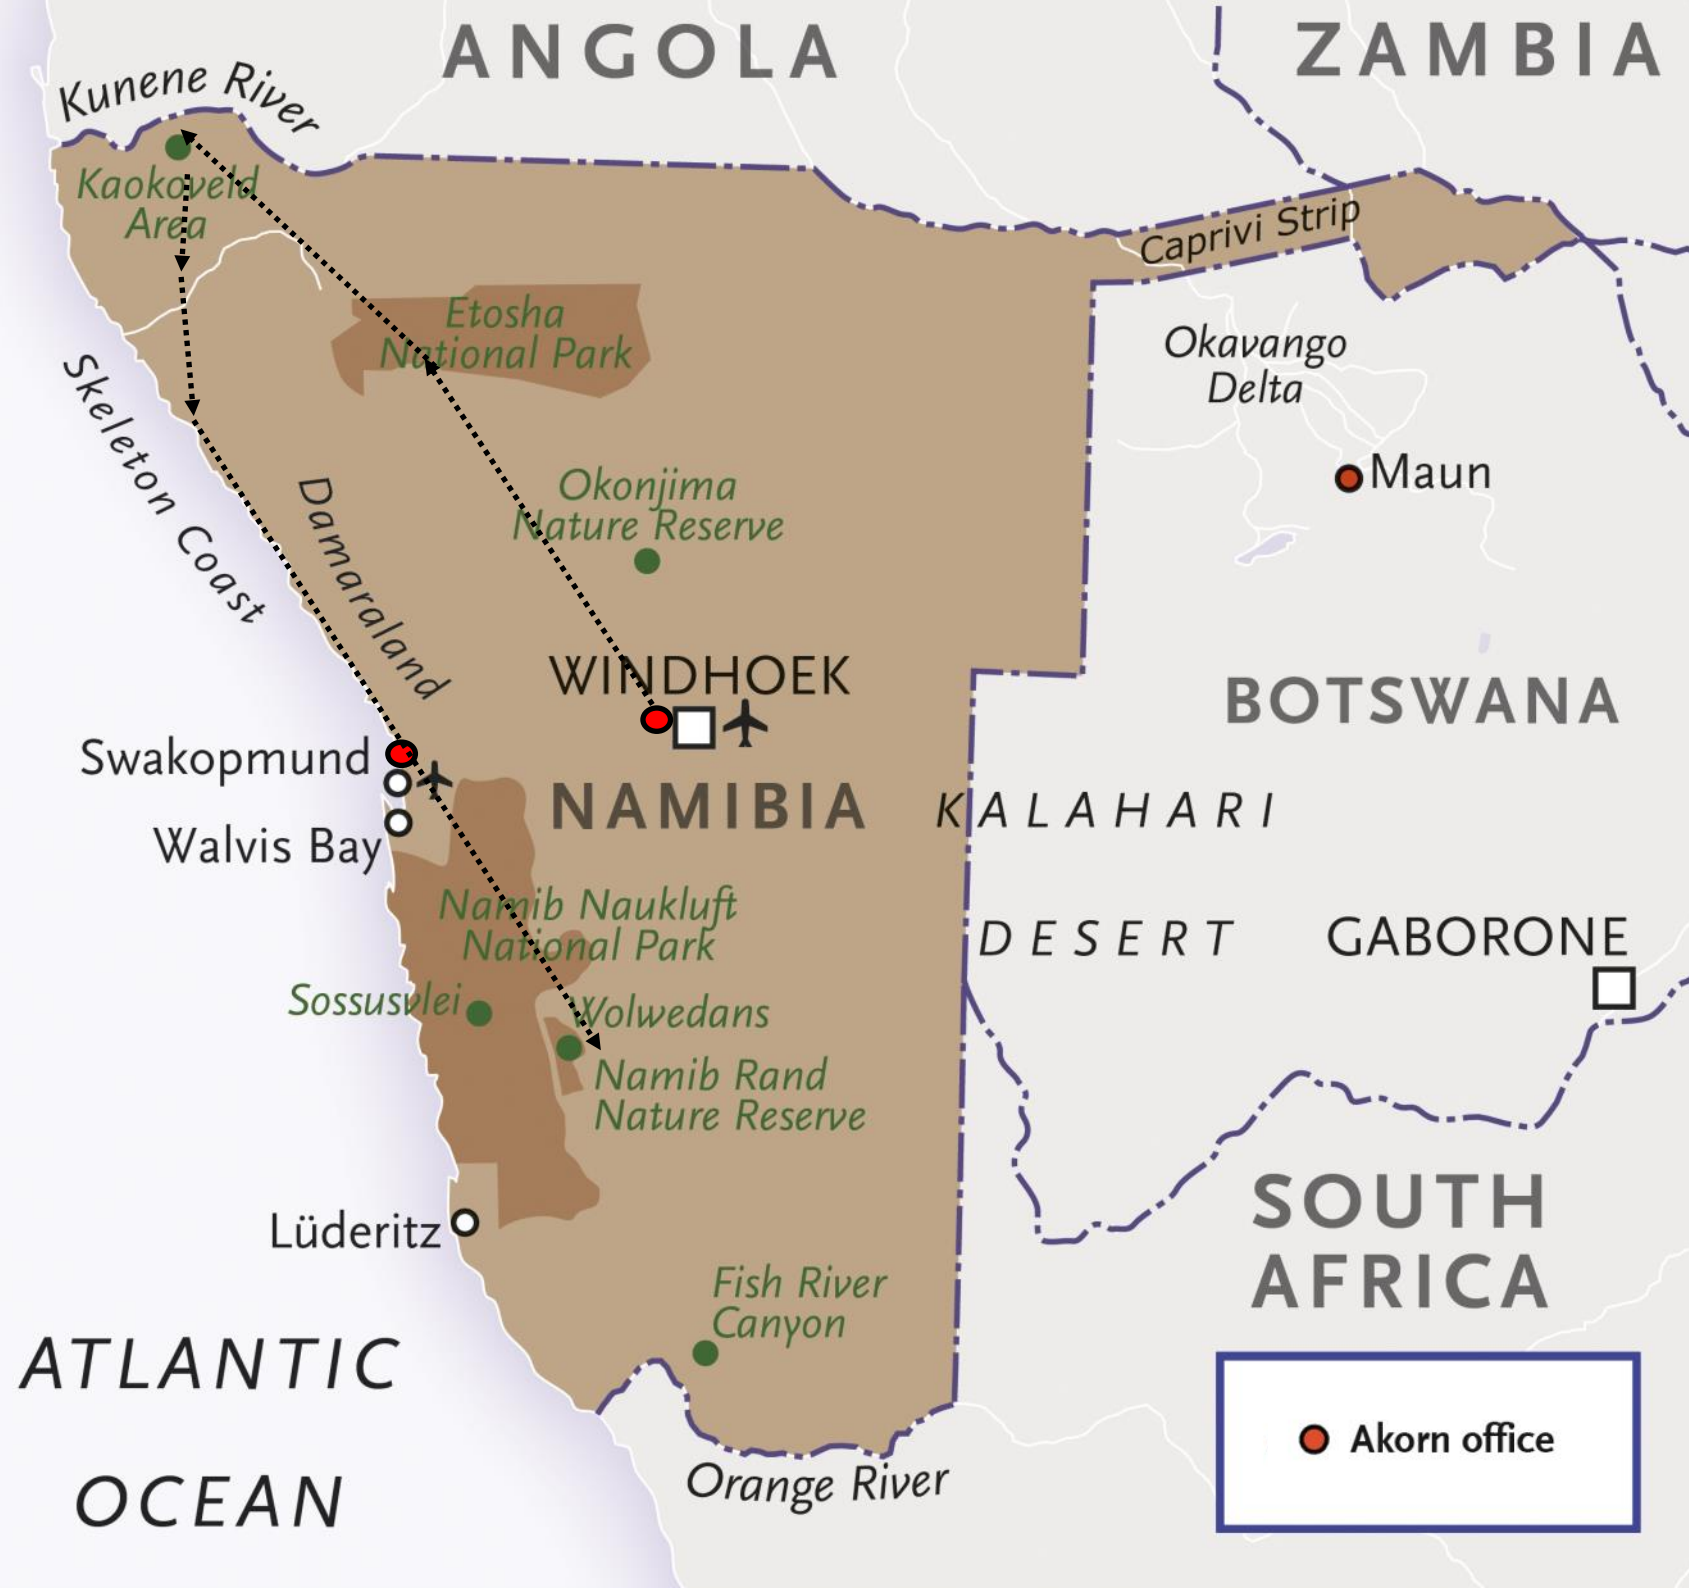 ANGOLA
ZAMBIA
Kunene River
Kaokoveld
Area
Caprivi Strip
Etosha
National Park
Okavango
Delta
Skeleton Coast
Damaraland
Okonjima
Nature Reserve
Maun
WINDHOEK
BOTSWANA
Swakopmund
NAMIBIA
KALAHARI
Walvis Bay
Namib Naukluft
National Park
DESERT
GABORONE
Sossusvlei
Wolwedans
Namib Rand
Nature Reserve
SOUTH
AFRICA
Lüderitz
Fish River
Canyon
ATLANTIC
OCEAN
Orange River
Akorn office